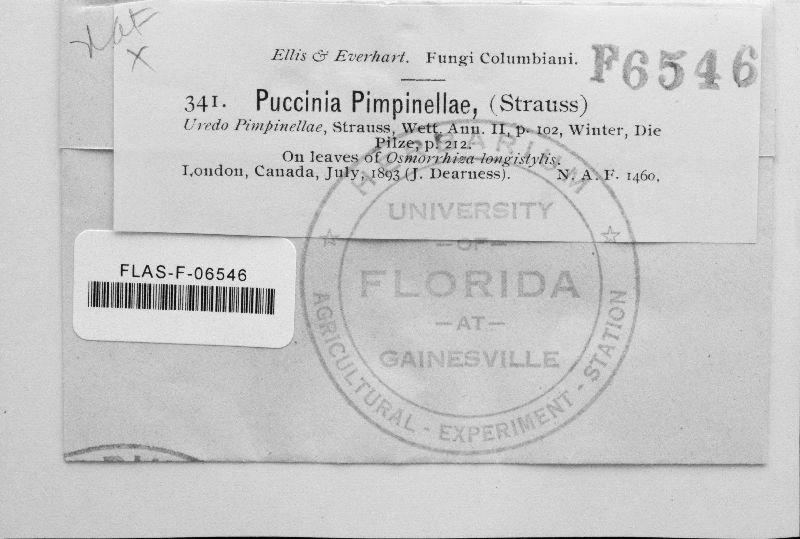 Nat
X
Ellis & Everhart. Fungi Columbiani.
F6546
341. Puccinia Pimpinellae, (Strauss)
Uredo Pimpinellae, Strauss, Wett. Ann. II, p. 102, Winter, Die
Pilze, p. 212.
On leaves of Osmorrhiza longistylis.
London, Canada, July, 1893 (J. Dearness). N. A. F. 1460.
HERBARIUM
UNIVERSITY
—OF—
FLORIDA
—AT—
GAINESVILLE
AGRICULTURAL - EXPERIMENT - STATION
FLAS-F-06546